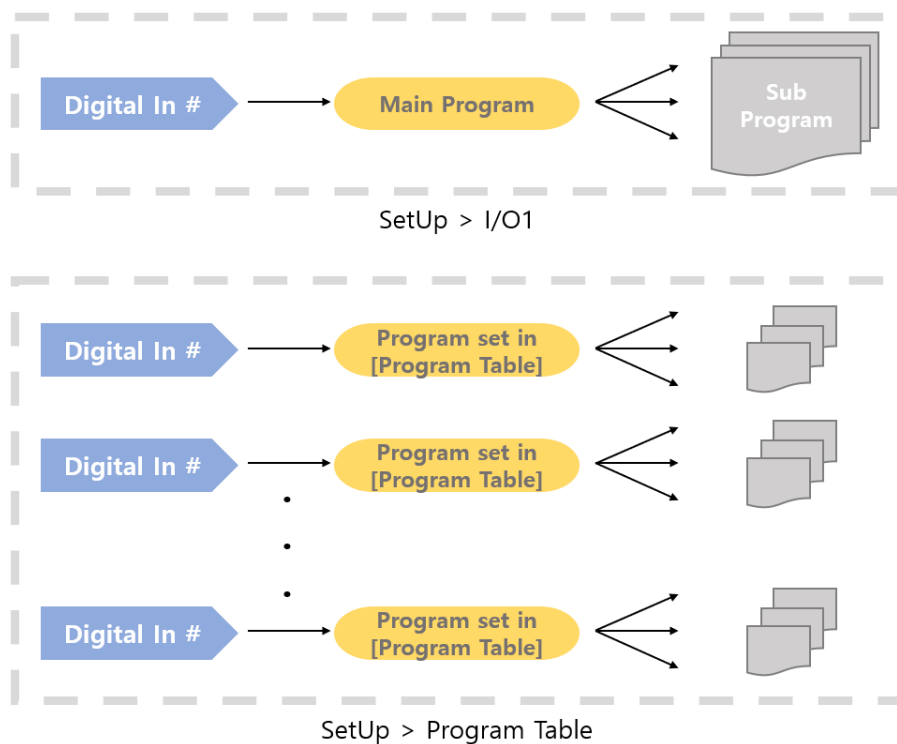 Digital In #
Main Program
Sub
Program
SetUp > I/O1
Digital In #
Program set in
[Program Table]
Digital In #
Program set in
[Program Table]
Digital In #
Program set in
[Program Table]
SetUp > Program Table